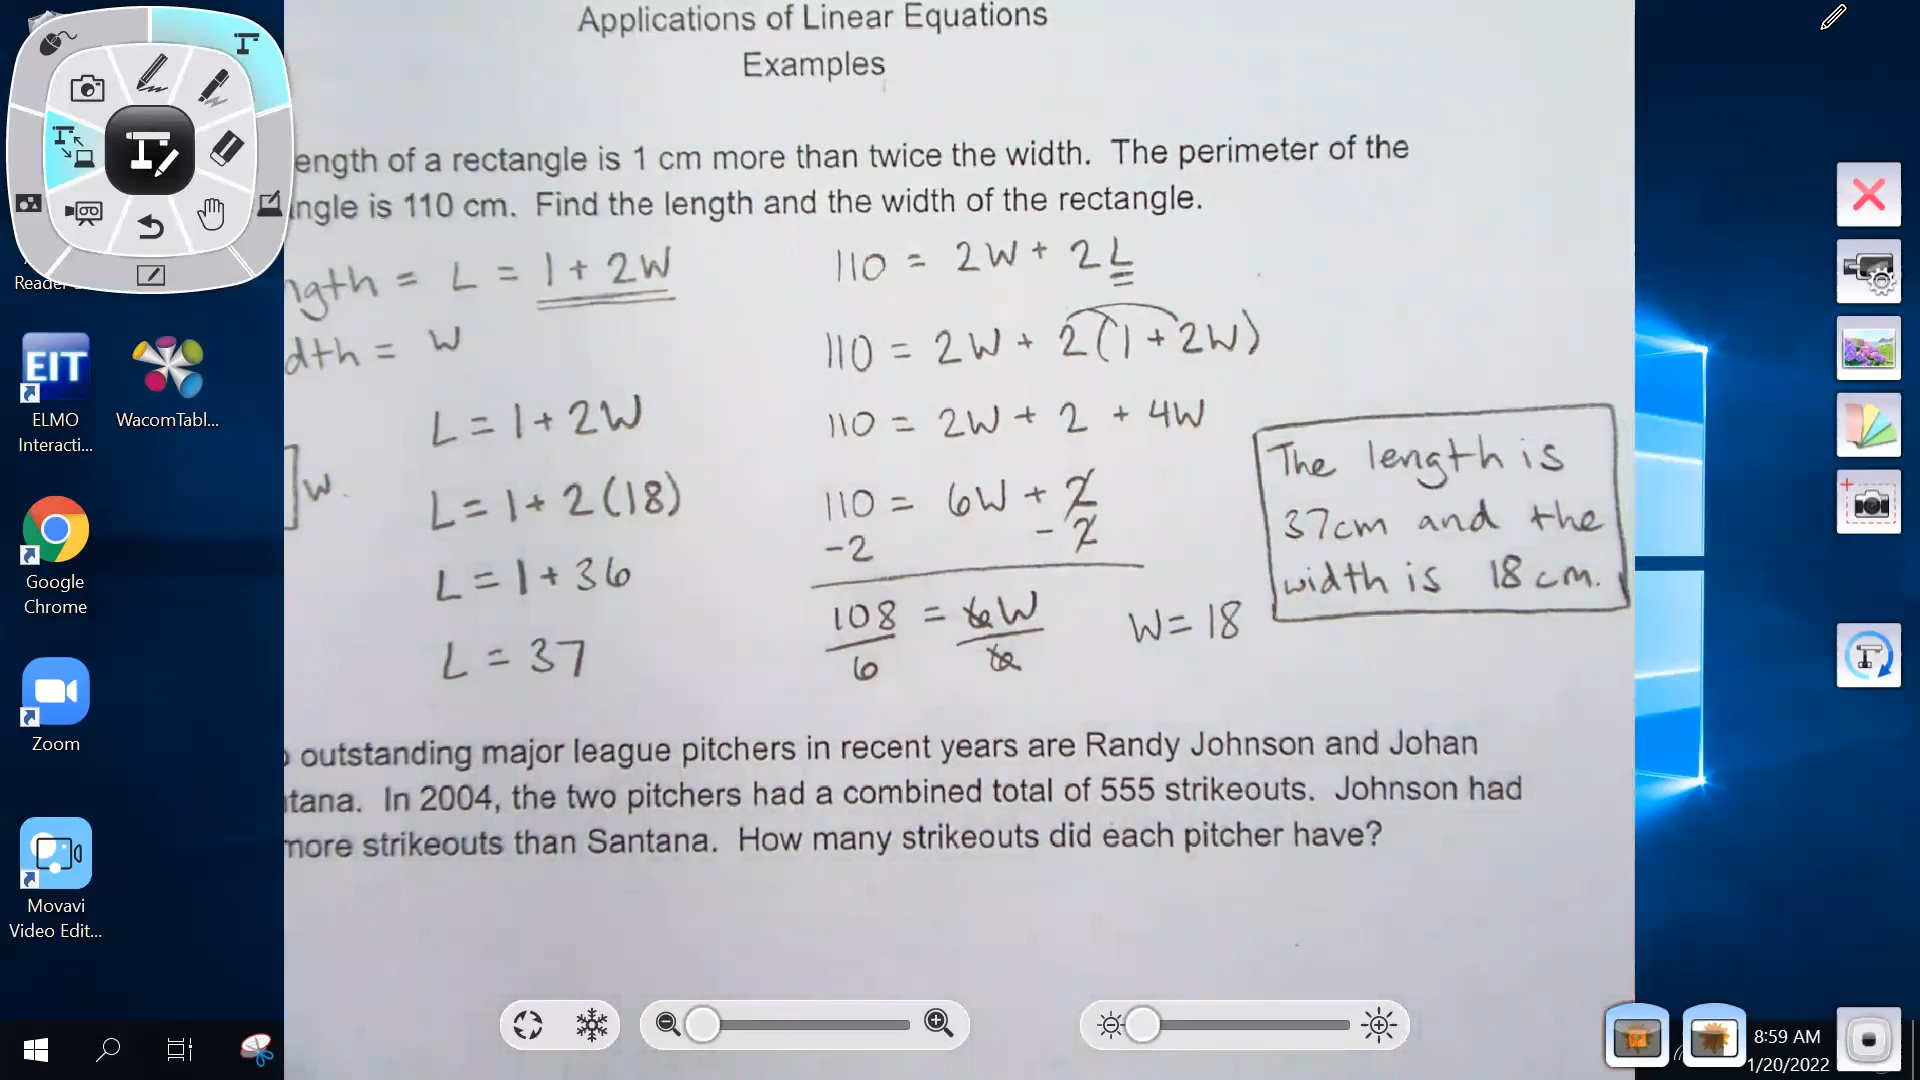 Applications of Linear Equations
Examples
ength of a rectangle is 1 cm more than twice the width. The perimeter of the
ngle is 110 cm. Find the length and the width of the rectangle.
ngth = L = 1 + 2W
dth = W
W.
L = 1 + 2W
L = 1 + 2(18)
L = 1 + 36
L = 37
110 = 2W + 2L
110 = 2W + 2(1 + 2W)
110 = 2W + 2 + 4W
110 = 6W + 2
-2 - 2
108 = 6W
6 6
W = 18
The length is
37cm and the
width is 18 cm.
outstanding major league pitchers in recent years are Randy Johnson and Johan
tana. In 2004, the two pitchers had a combined total of 555 strikeouts. Johnson had
more strikeouts than Santana. How many strikeouts did each pitcher have?
Reader
EIT
ELMO
Interacti...
WacomTabl...
Google
Chrome
Zoom
Movavi
Video Edit...
8:59 AM
1/20/2022